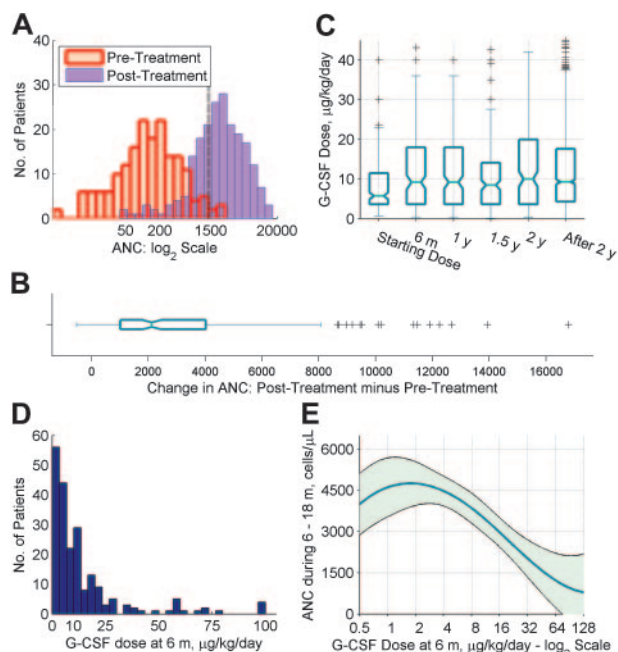 A
Pre-Treatment
Post-Treatment
No. of Patients
40
30
20
10
0
50 200 1500 20000
ANC: log2 Scale
C
G-CSF Dose, μg/kg/day
40
30
20
10
0
Starting Dose
6 m
1 y
1.5 y
2 y
After 2 y
B
0 2000 4000 6000 8000 10000 12000 14000 16000
Change in ANC: Post-Treatment minus Pre-Treatment
D
No. of Patients
60
50
40
30
20
10
0
0 25 50 75 100
G-CSF dose at 6 m, μg/kg/day
E
ANC during 6 - 18 m, cells/μL
6000
4500
3000
1500
0
0.5 1 2 4 8 16 32 64 128
G-CSF Dose at 6 m, μg/kg/day - log2 Scale